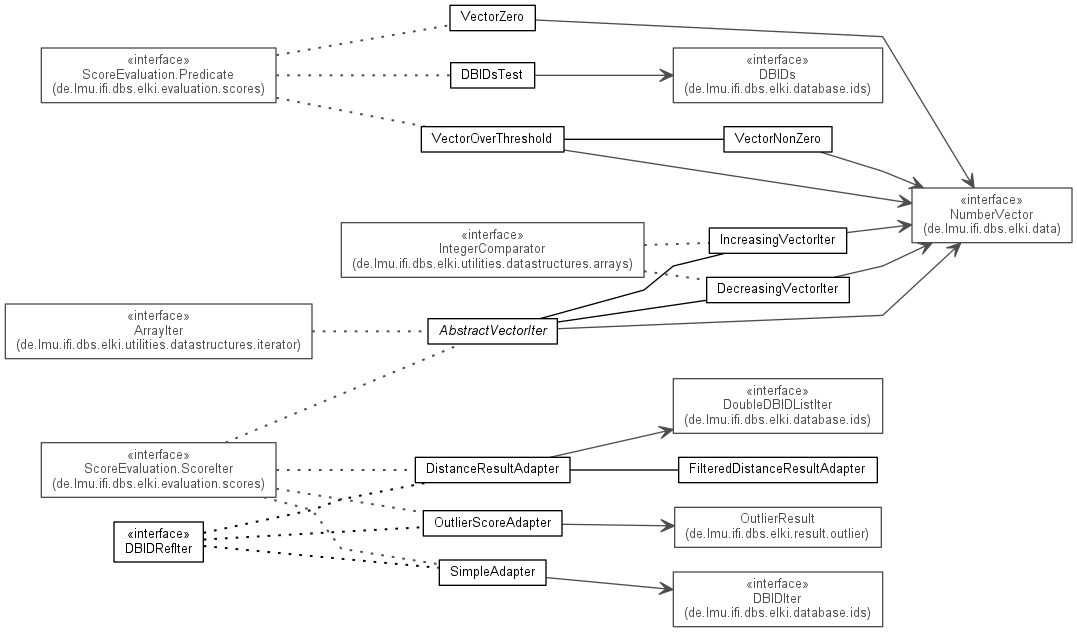 VectorZero
«interface»
ScoreEvaluation.Predicate
(de.lmu.ifi.dbs.elki.evaluation.scores)
DBIDsTest
«interface»
DBIDs
(de.lmu.ifi.dbs.elki.database.ids)
VectorOverThreshold
VectorNonZero
«interface»
NumberVector
(de.lmu.ifi.dbs.elki.data)
«interface»
IntegerComparator
(de.lmu.ifi.dbs.elki.utilities.datastructures.arrays)
IncreasingVectorIter
DecreasingVectorIter
«interface»
ArrayIter
(de.lmu.ifi.dbs.elki.utilities.datastructures.iterator)
AbstractVectorIter
«interface»
DoubleDBIDListIter
(de.lmu.ifi.dbs.elki.database.ids)
«interface»
ScoreEvaluation.ScoreIter
(de.lmu.ifi.dbs.elki.evaluation.scores)
DistanceResultAdapter
FilteredDistanceResultAdapter
«interface»
DBIDRefIter
OutlierScoreAdapter
OutlierResult
(de.lmu.ifi.dbs.elki.result.outlier)
SimpleAdapter
«interface»
DBIDIter
(de.lmu.ifi.dbs.elki.database.ids)